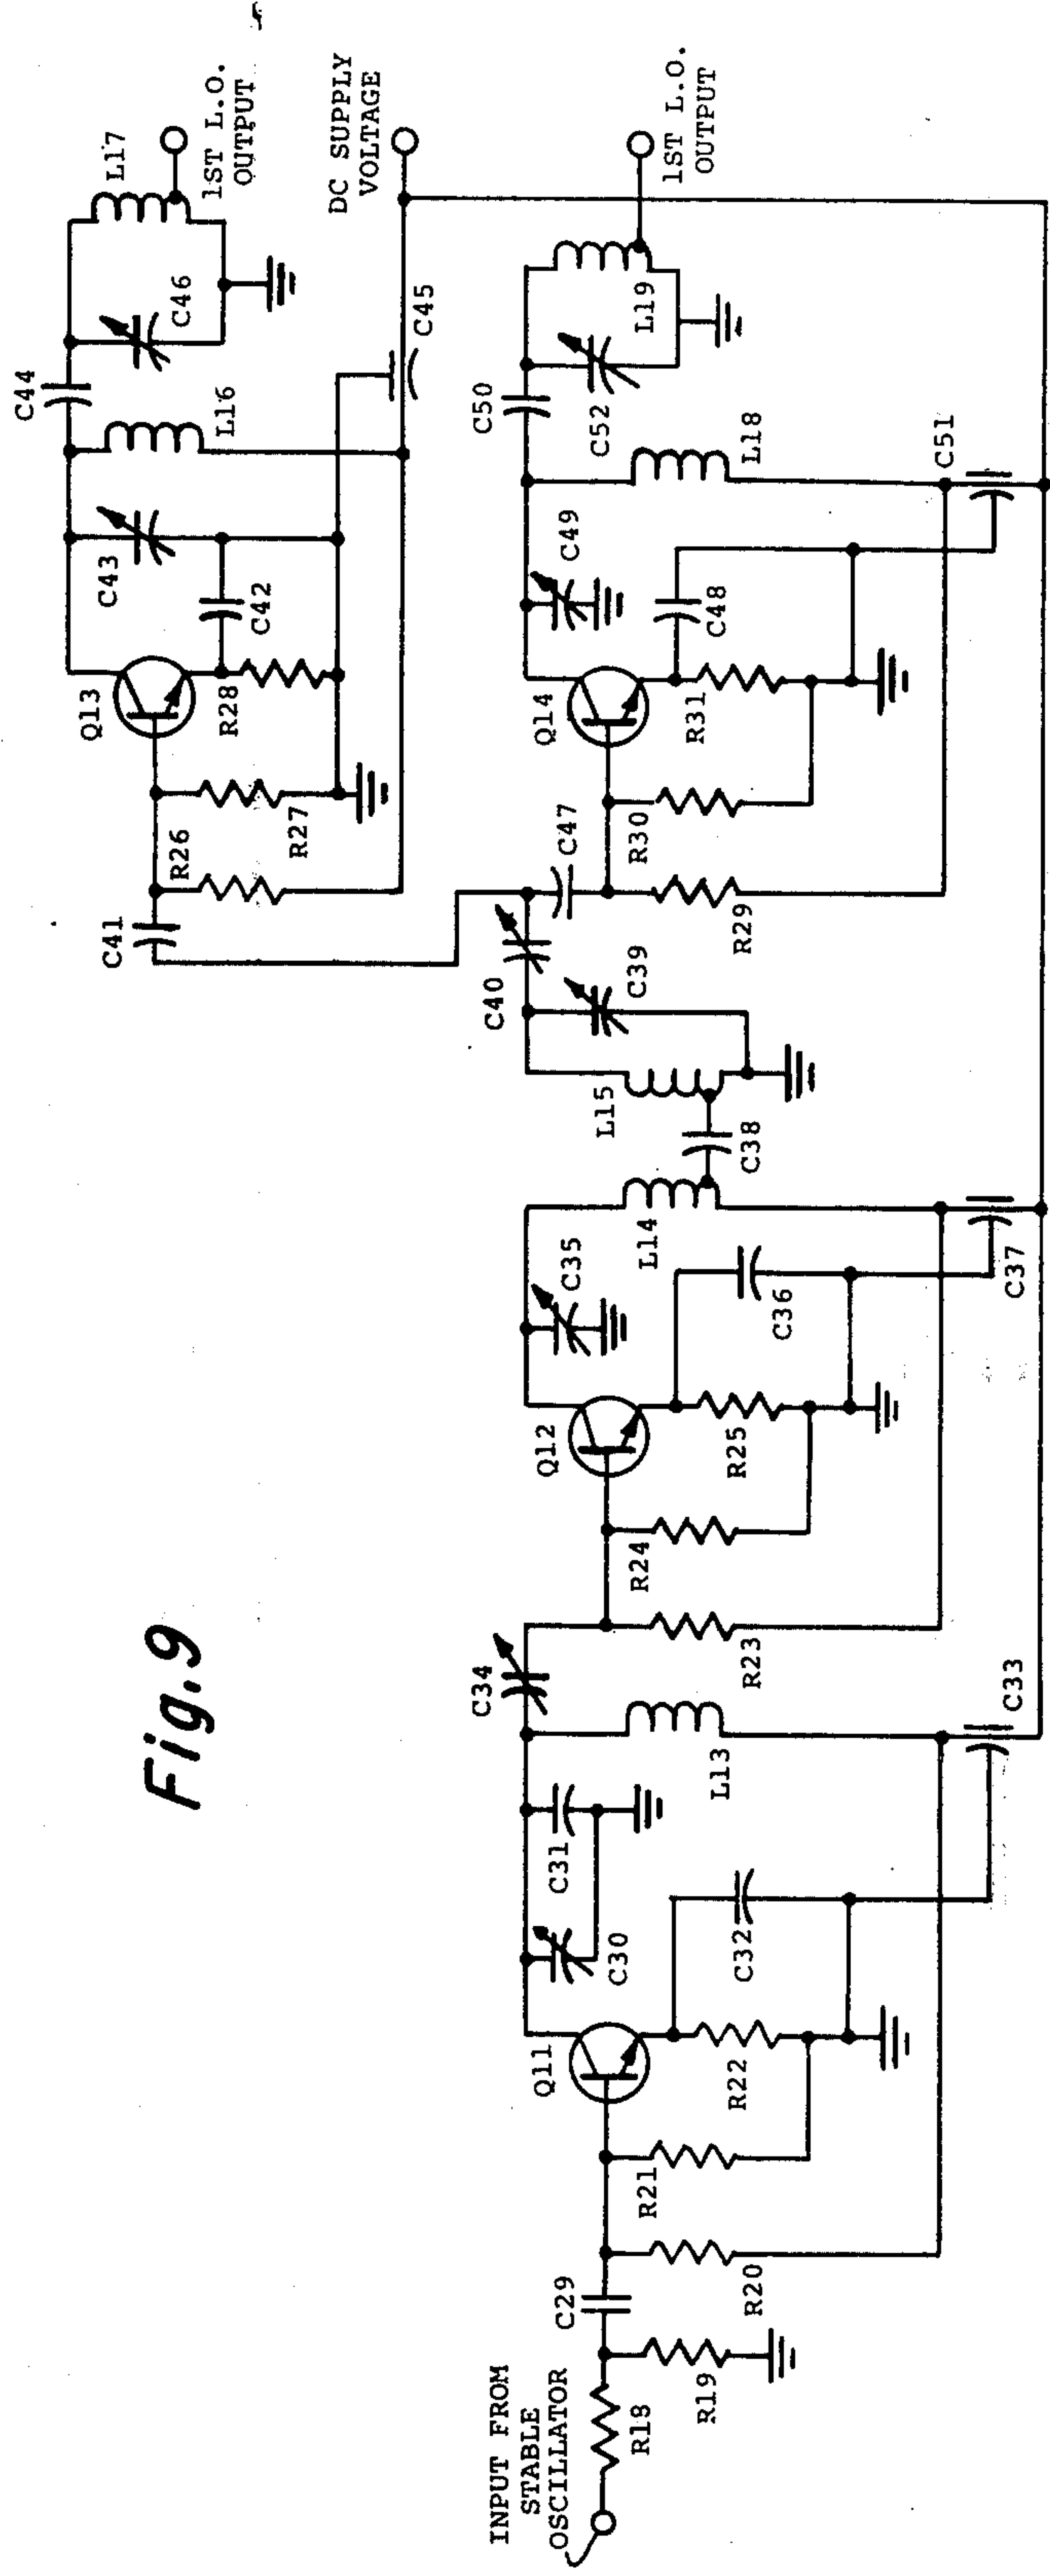 Fig.9
INPUT FROM
STABLE
OSCILLATOR
R18
R19
C29
R20
R21
Q11
R22
C30
C31
C32
L13
C33
C34
R23
R24
Q12
R25
C35
C36
L14
C37
C38
L15
C39
C40
C41
C47
R26
R27
Q13
R28
C42
C43
L16
C44
C45
C46
L17
1ST L.O.
OUTPUT
DC SUPPLY
VOLTAGE
R29
R30
Q14
R31
C48
C49
L18
C50
C51
C52
L19
1ST L.O.
OUTPUT